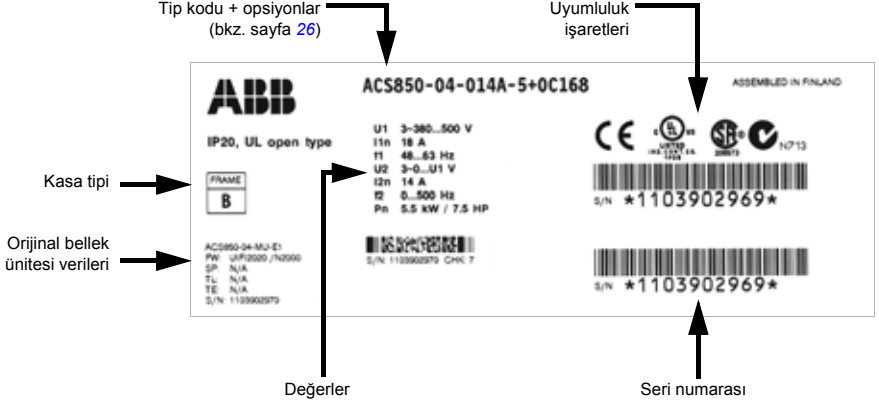 Tip kodu + opsiyonlar
(bkz. sayfa 26)
Uyumluluk
işaretleri
ABB
ACS850-04-014A-5+0C168
ASSEMBLED IN FINLAND
IP20, UL open type
U1 3~380...500 V
I1n 18 A
f1 48...63 Hz
U2 3~0...U1 V
I2n 14 A
f2 0...500 Hz
Pn 5.5 kW / 7.5 HP
CE
UL
LISTED
N713
Kasa tipi
FRAME
B
S/N *1103902969*
Orijinal bellek
ünitesi verileri
ACS850-04-MU-E1
FW: UIFI2020 /N2000
SP: N/A
TL: N/A
TE: N/A
S/N: 1103902970
S/N: 1103902970 CHK: 7
S/N *1103902969*
Değerler
Seri numarası